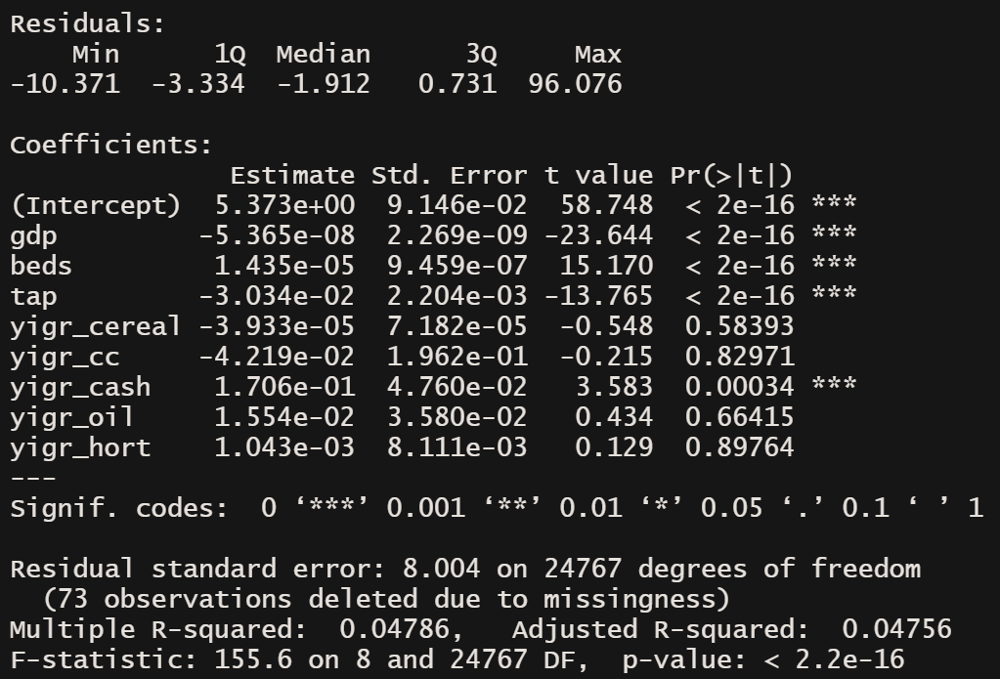 Residuals:
    Min      1Q  Median      3Q     Max
-10.371  -3.334  -1.912   0.731  96.076

Coefficients:
              Estimate Std. Error t value Pr(>|t|)
(Intercept)  5.373e+00  9.146e-02  58.748  < 2e-16 ***
gdp         -5.365e-08  2.269e-09 -23.644  < 2e-16 ***
beds         1.435e-05  9.459e-07  15.170  < 2e-16 ***
tap         -3.034e-02  2.204e-03 -13.765  < 2e-16 ***
yigr_cereal -3.933e-05  7.182e-05  -0.548  0.58393
yigr_cc     -4.219e-02  1.962e-01  -0.215  0.82971
yigr_cash    1.706e-01  4.760e-02   3.583  0.00034 ***
yigr_oil     1.554e-02  3.580e-02   0.434  0.66415
yigr_hort    1.043e-03  8.111e-03   0.129  0.89764
---
Signif. codes:  0 ‘***’ 0.001 ‘**’ 0.01 ‘*’ 0.05 ‘.’ 0.1 ‘ ’ 1

Residual standard error: 8.004 on 24767 degrees of freedom
  (73 observations deleted due to missingness)
Multiple R-squared:  0.04786,   Adjusted R-squared:  0.04756
F-statistic: 155.6 on 8 and 24767 DF,  p-value: < 2.2e-16